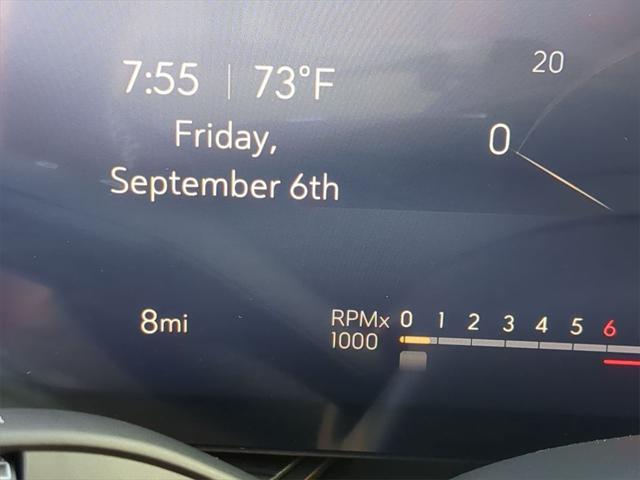 7:55 | 73°F
Friday,
September 6th
20
0
8mi
RPMx 0 1 2 3 4 5 6
1000